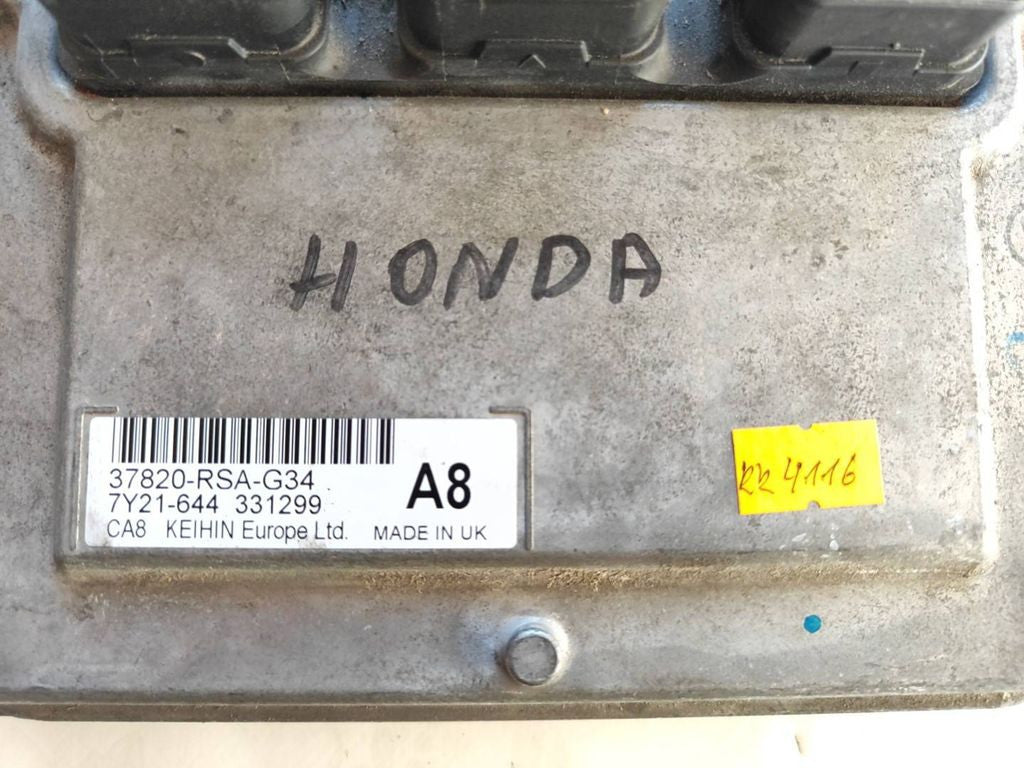 HONDA
37820-RSA-G34
7Y21-644 331299
A8
CA8 KEIHIN Europe Ltd. MADE IN UK
RR 4116